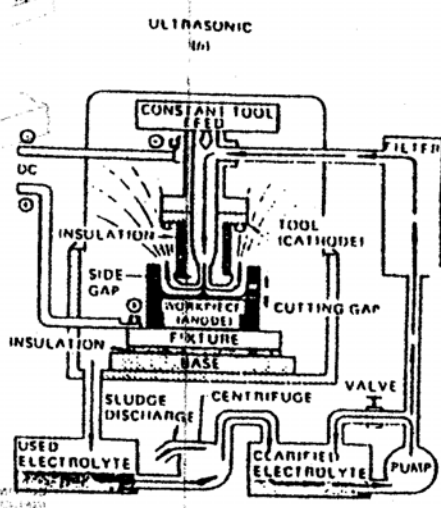 ULTRASONIC
(b)
CONSTANT TOOL
FEED
FILTER
DC
INSULATION
TOOL
(CATHODE)
SIDE
GAP
WORKPIECE
(ANODE)
CUTTING GAP
FIXTURE
INSULATION
BASE
VALVE
SLUDGE
DISCHARGE
CENTRIFUGE
USED
ELECTROLYTE
CLARIFIED
ELECTROLYTE
PUMP